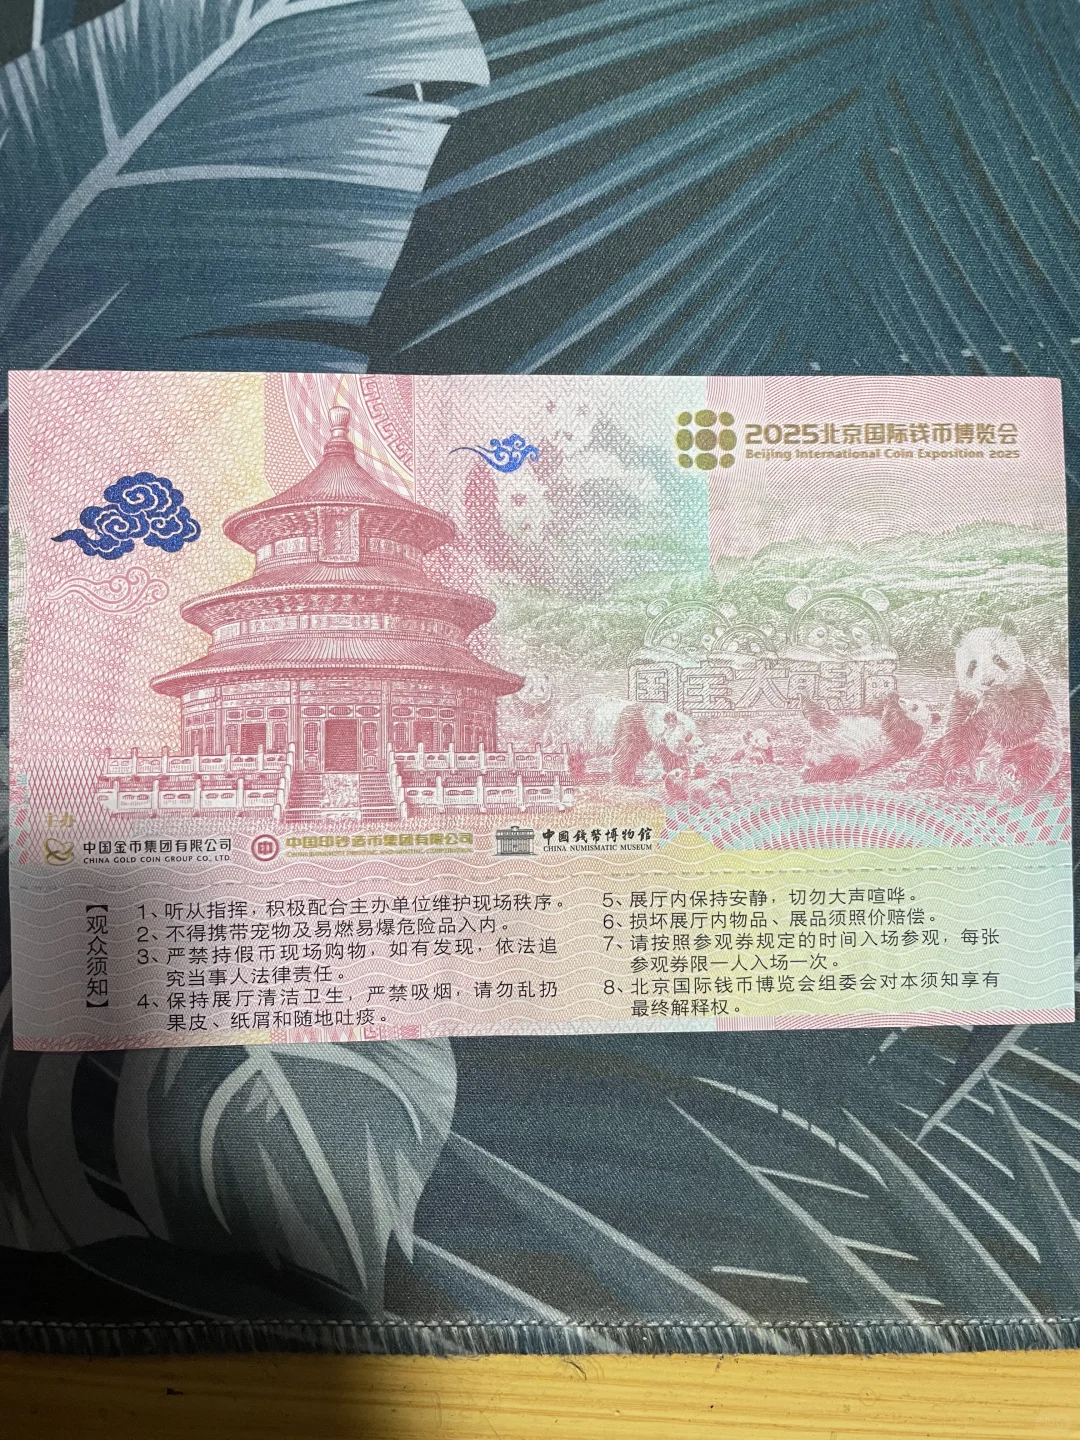 2025北京国际钱币博览会
Beijing International Coin Exposition 2025
国宝大熊猫
主办
中国金币集团有限公司
CHINA GOLD COIN GROUP CO., LTD.
中国印钞造币集团有限公司
中國錢幣博物館
CHINA NUMISMATIC MUSEUM
【观众须知】
1、听从指挥，积极配合主办单位维护现场秩序。
2、不得携带宠物及易燃易爆危险品入内。
3、严禁持假币现场购物，如有发现，依法追
究当事人法律责任。
4、保持展厅清洁卫生，严禁吸烟，请勿乱扔
果皮、纸屑和随地吐痰。
5、展厅内保持安静，切勿大声喧哗。
6、损坏展厅内物品、展品须照价赔偿。
7、请按照参观券规定的时间入场参观，每张
参观券限一人入场一次。
8、北京国际钱币博览会组委会对本须知享有
最终解释权。